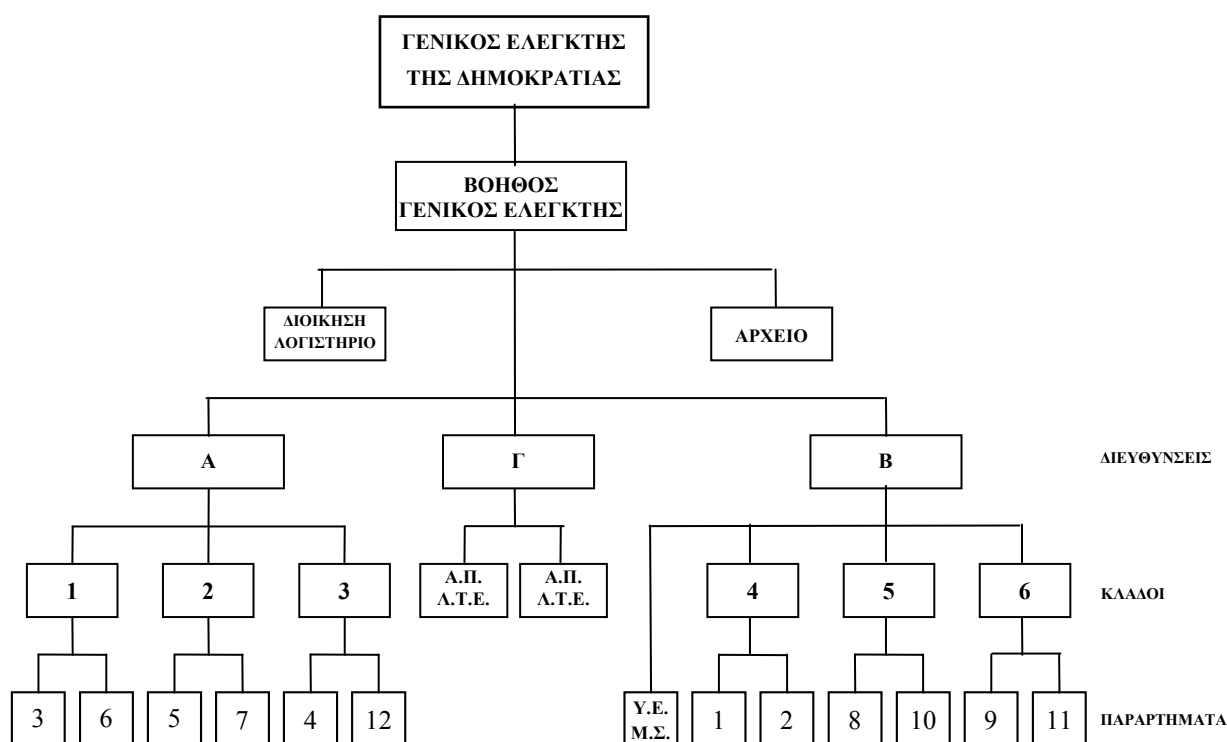 ΓΕΝΙΚΟΣ ΕΛΕΓΚΤΗΣ
ΤΗΣ ΔΗΜΟΚΡΑΤΙΑΣ
ΒΟΗΘΟΣ
ΓΕΝΙΚΟΣ ΕΛΕΓΚΤΗΣ
ΔΙΟΙΚΗΣΗ
ΛΟΓΙΣΤΗΡΙΟ
ΑΡΧΕΙΟ
Α
Γ
Β
ΔΙΕΥΘΥΝΣΕΙΣ
1
2
3
Α.Π.
Λ.Τ.Ε.
Α.Π.
Λ.Τ.Ε.
4
5
6
ΚΛΑΔΟΙ
3
6
5
7
4
12
Υ.Ε.
Μ.Σ.
1
2
8
10
9
11
ΠΑΡΑΡΤΗΜΑΤΑ